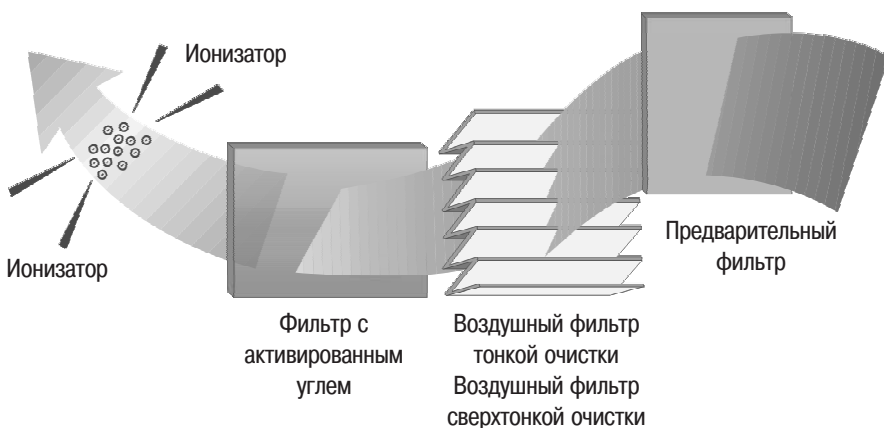 Ионизатор
Ионизатор
Предварительный
фильтр
Фильтр с
активированным
углем
Воздушный фильтр
тонкой очистки
Воздушный фильтр
сверхтонкой очистки